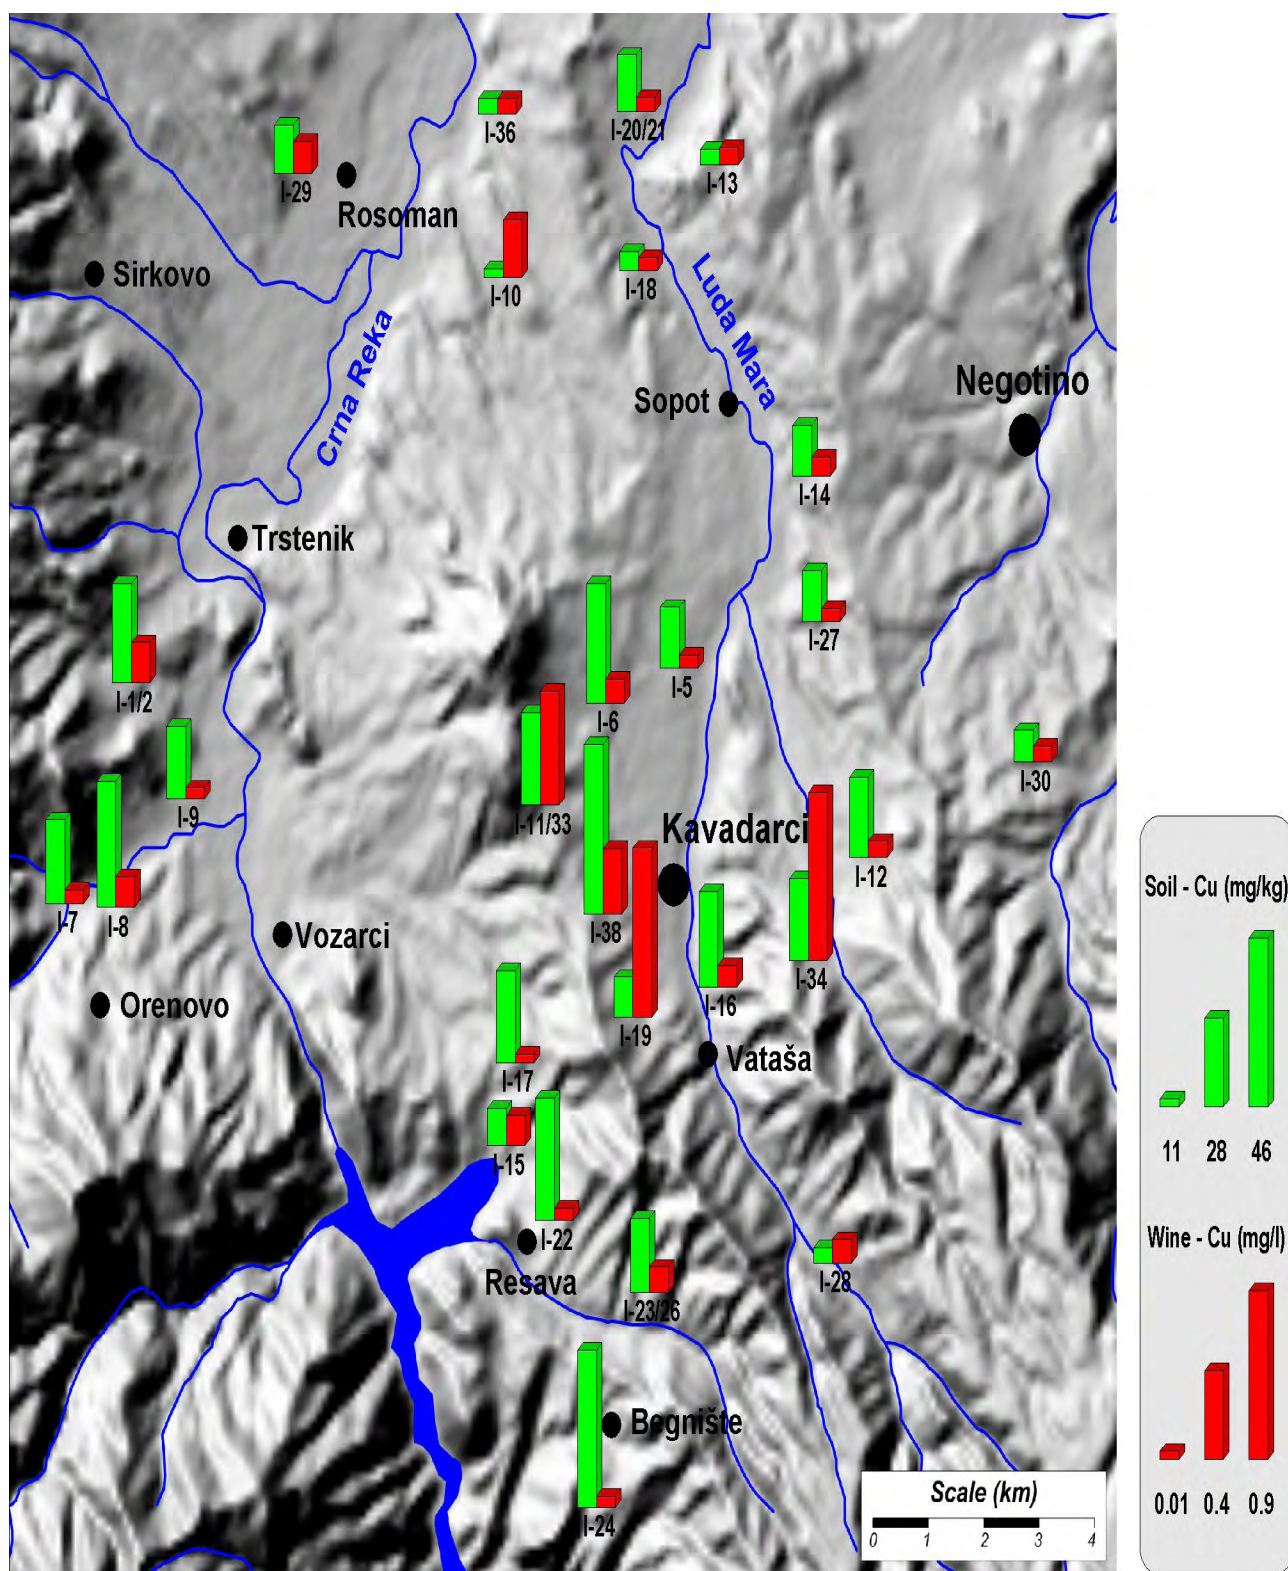 I-36
I-20/21
I-13
I-29
Rosoman
Sirkovo
I-10
I-18
Luda Mara
Crna Reka
Negotino
Sopot
I-14
Trstenik
I-27
I-5
I-1/2
I-6
I-30
I-9
I-11/33
Kavadarci
I-12
I-7
I-8
I-38
Vozarci
I-34
Orenovo
I-19
I-16
Vataša
I-17
I-15
I-22
Resava
I-28
I-23/26
Begnište
I-24
Scale (km)
0 1 2 3 4
Soil - Cu (mg/kg)
11 28 46
Wine - Cu (mg/l)
0.01 0.4 0.9